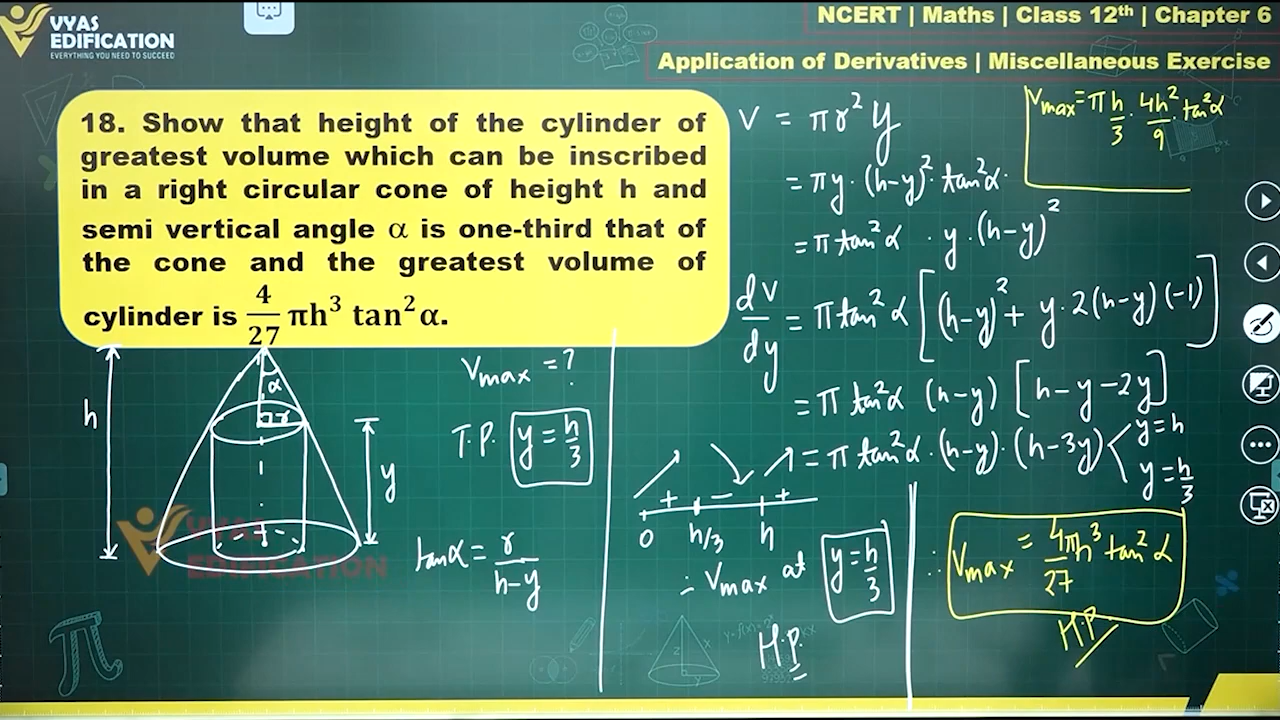 VYAS
EDIFICATION
EVERYTHING YOU NEED TO SUCCEED
NCERT | Maths | Class 12th | Chapter 6
Application of Derivatives | Miscellaneous Exercise
18. Show that height of the cylinder of
greatest volume which can be inscribed
in a right circular cone of height h and
semi vertical angle α is one-third that of
the cone and the greatest volume of
cylinder is 4/27 πh³ tan²α.
h
α
r
y
Vmax = ?
T.P. y = h/3
tanα = r/(h-y)
V = πr²y
= πy·(h-y)²·tan²α.
= π tan²α · y·(h-y)²
dv/dy = π tan²α [(h-y)² + y·2(h-y)(-1)]
= π tan²α (h-y) [h-y-2y]
= π tan²α·(h-y)·(h-3y) y=h
y=h/3
+ − +
0 h/3 h
∴ Vmax at y = h/3
H.P.
Vmax = π h/3 · 4h²/9 · tan²α
∴ Vmax = 4πh³/27 tan²α
H.P.
VYAS
EDIFICATION